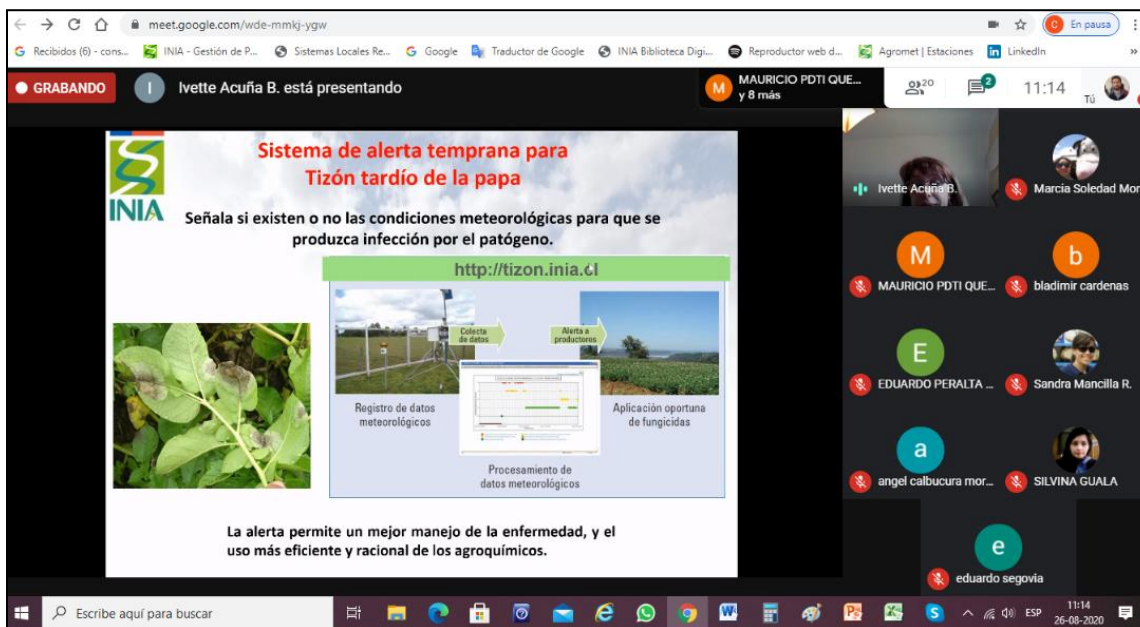 meet.google.com/wde-mmkj-ygw
C En pausa
Recibidos (6) - cons...
INIA - Gestión de P...
Sistemas Locales Re...
Google
Traductor de Google
INIA Biblioteca Digi...
Reproductor web d...
Agromet | Estaciones
LinkedIn
»
GRABANDO
I
Ivette Acuña B. está presentando
M
MAURICIO PDTI QUE...
y 8 más
20
2
11:14
Tú
INIA
Sistema de alerta temprana para
Tizón tardío de la papa
Señala si existen o no las condiciones meteorológicas para que se
produzca infección por el patógeno.
http://tizon.inia.cl
Colecta
de datos
Alerta a
productores
Registro de datos
meteorológicos
Aplicación oportuna
de fungicidas
Procesamiento de
datos meteorológicos
La alerta permite un mejor manejo de la enfermedad, y el
uso más eficiente y racional de los agroquímicos.
Ivette Acuña B.
Marcia Soledad Mor
M
MAURICIO PDTI QUE...
b
bladimir cardenas
E
EDUARDO PERALTA ...
Sandra Mancilla R.
a
angel calbucura mor...
SILVINA GUALA
e
eduardo segovia
Escribe aquí para buscar
ESP
11:14
26-08-2020